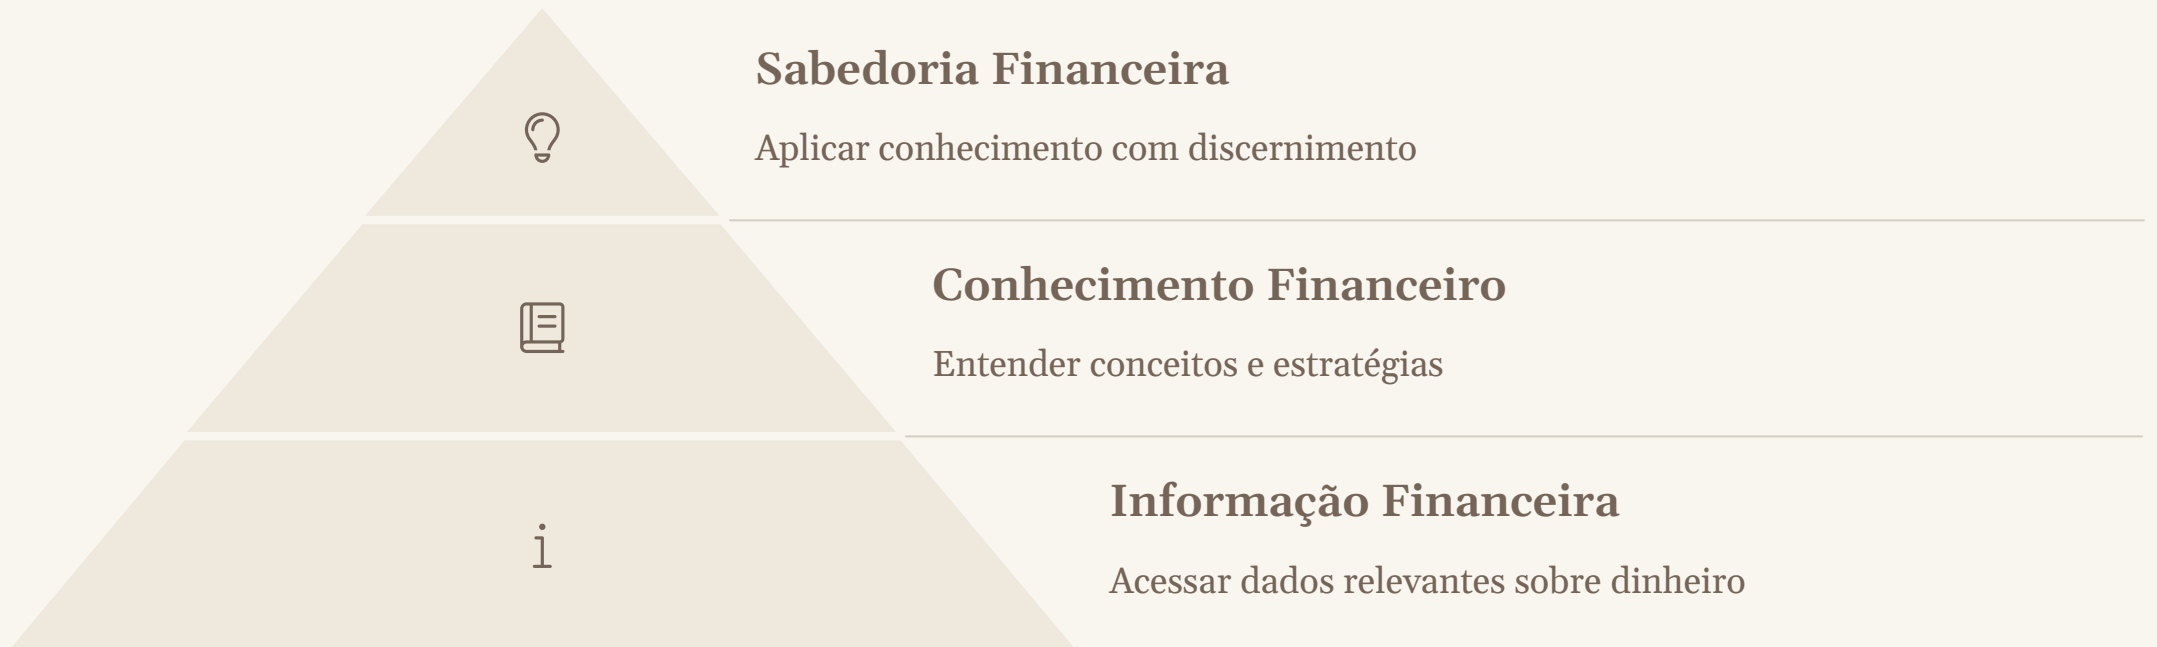 Sabedoria Financeira
Aplicar conhecimento com discernimento
Conhecimento Financeiro
Entender conceitos e estratégias
Informação Financeira
Acessar dados relevantes sobre dinheiro